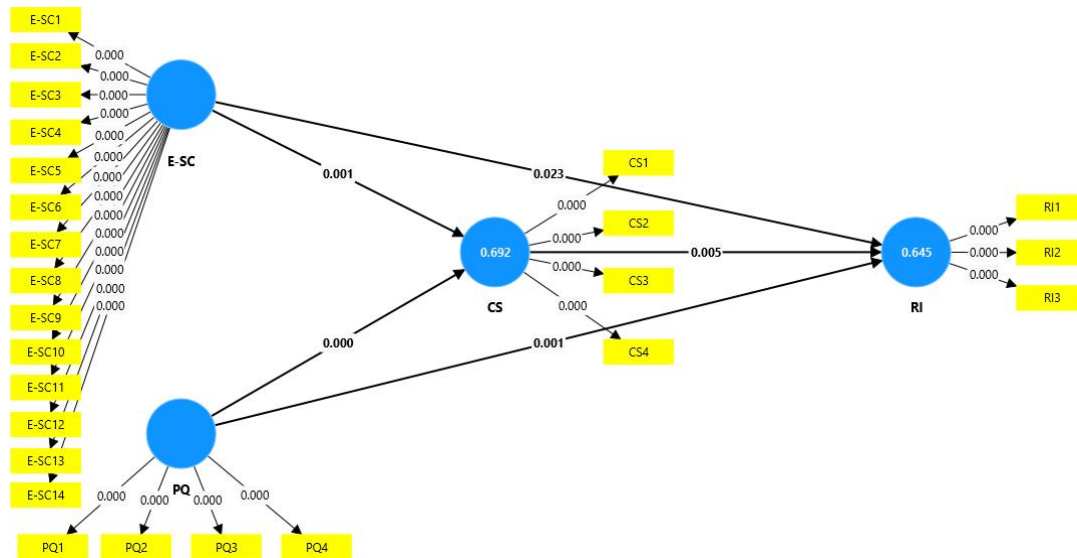 E-SC1
E-SC2
E-SC3
E-SC4
E-SC5
E-SC6
E-SC7
E-SC8
E-SC9
E-SC10
E-SC11
E-SC12
E-SC13
E-SC14
0.000
0.000
0.000
0.000
0.000
0.000
0.000
0.000
0.000
0.000
0.000
0.000
0.000
0.000
E-SC
0.001
0.023
0.000
0.001
PQ
0.000
0.000
0.000
0.000
PQ1
PQ2
PQ3
PQ4
0.692
CS
0.000
0.000
0.000
0.000
CS1
CS2
CS3
CS4
0.005
0.645
RI
0.000
0.000
0.000
RI1
RI2
RI3